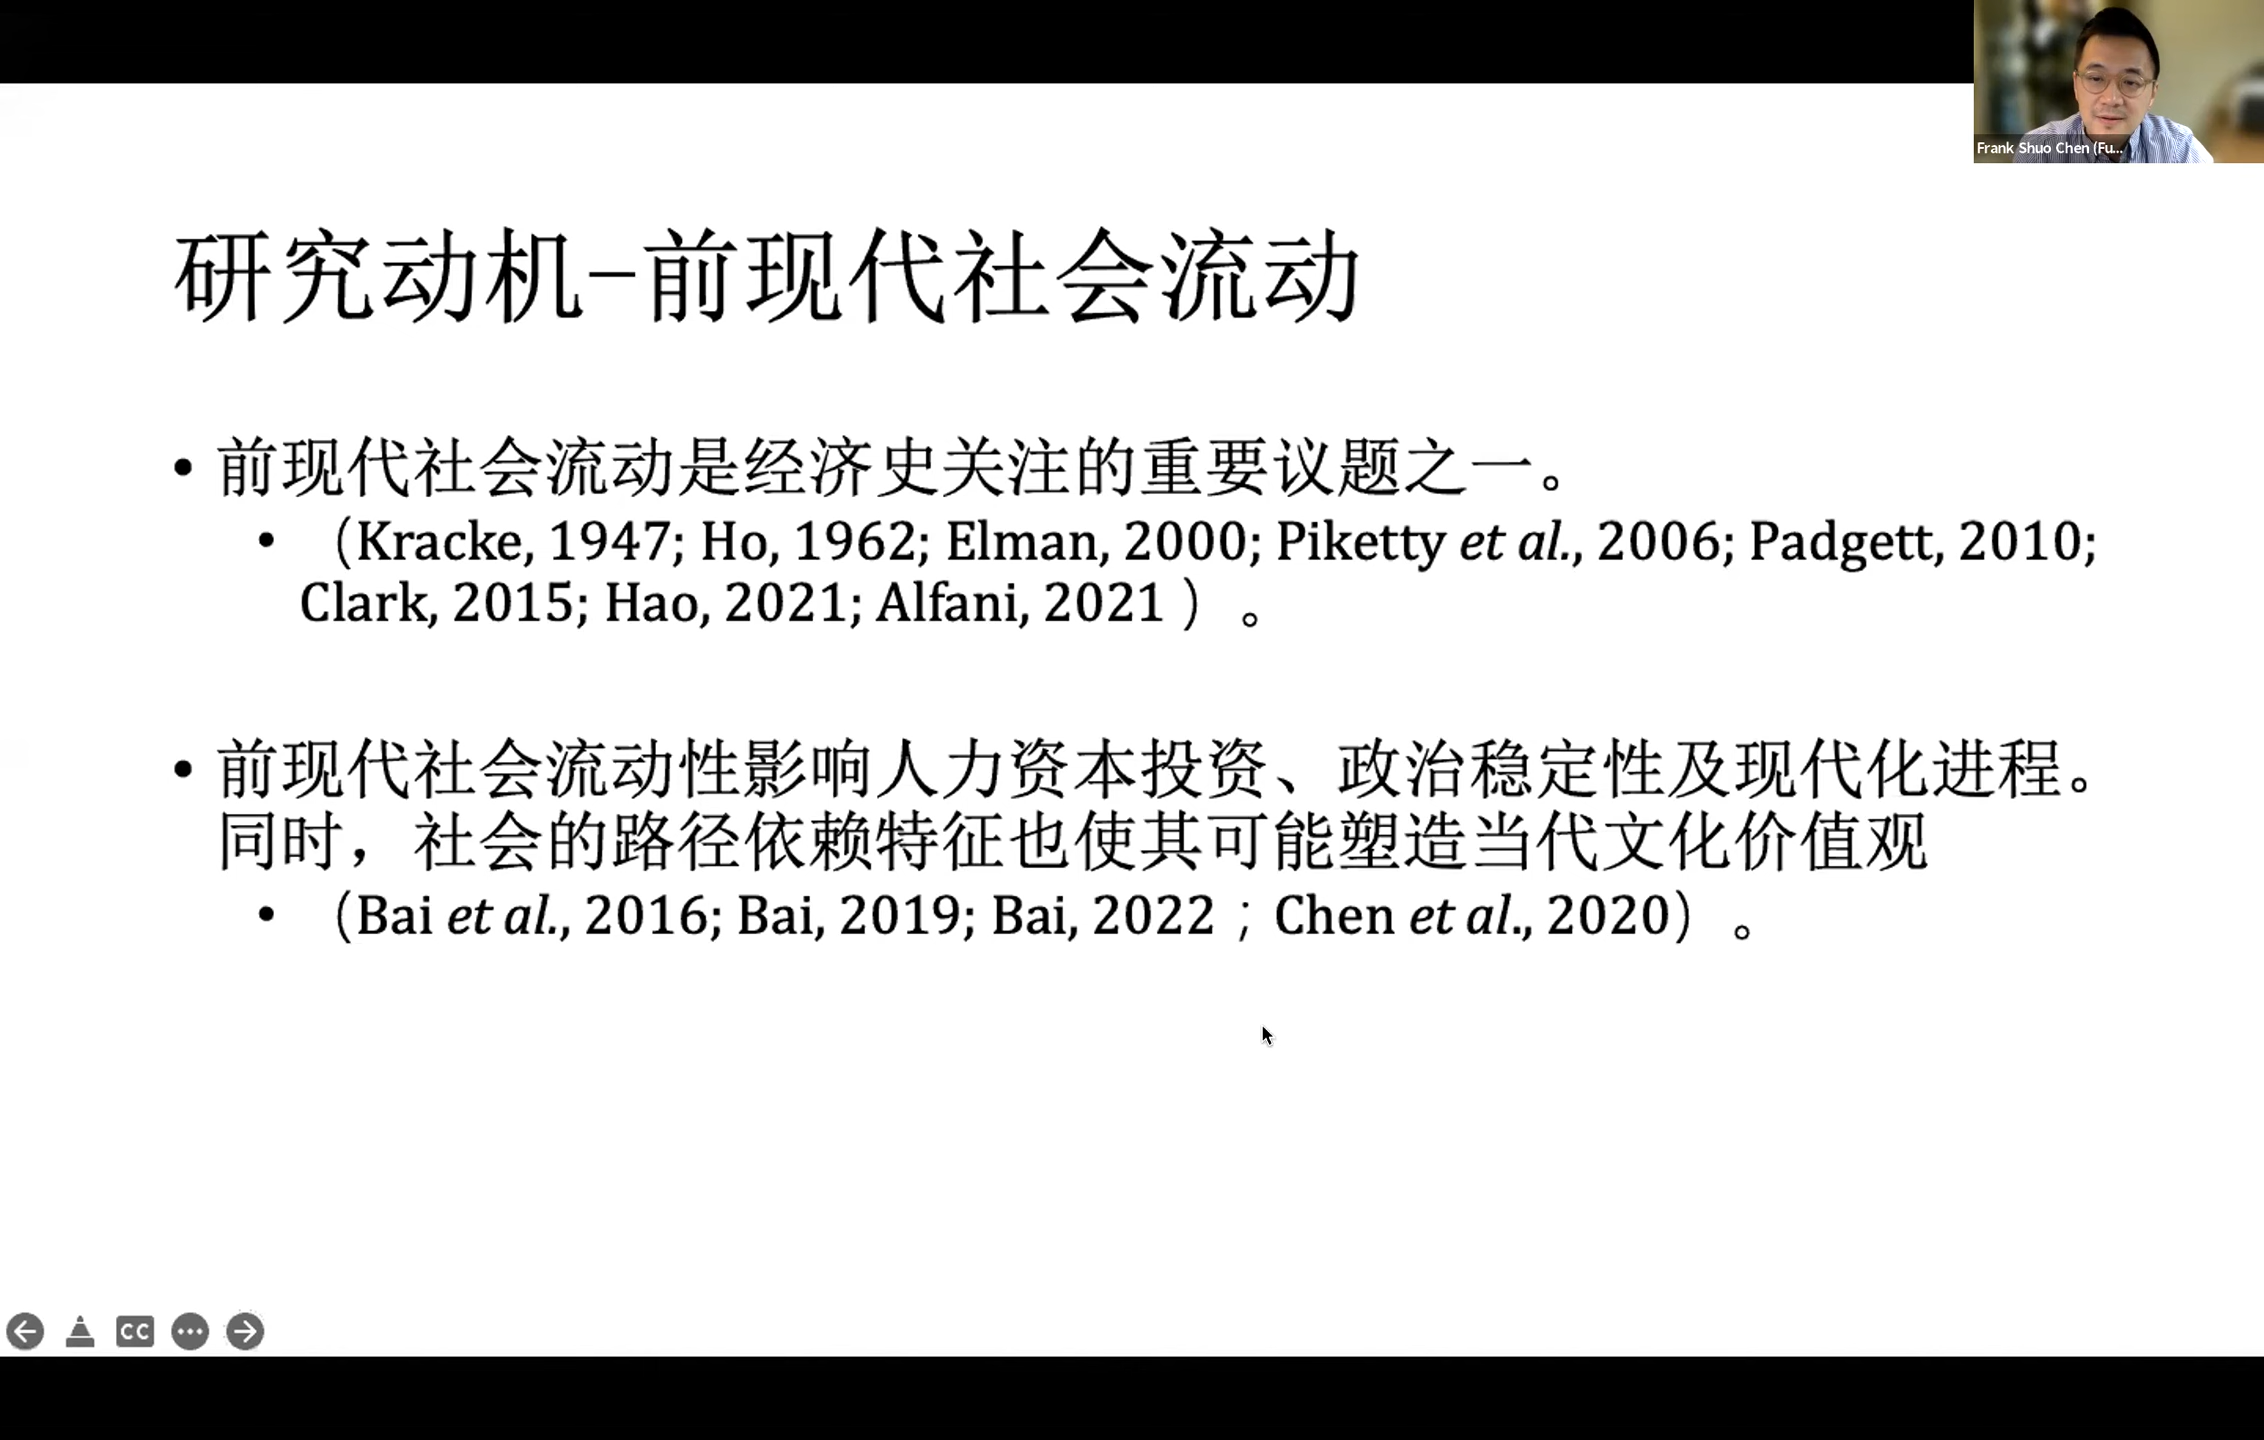 Frank Shuo Chen (Fu...
研究动机-前现代社会流动
• 前现代社会流动是经济史关注的重要议题之一。
• （Kracke, 1947; Ho, 1962; Elman, 2000; Piketty et al., 2006; Padgett, 2010;
Clark, 2015; Hao, 2021; Alfani, 2021）。
• 前现代社会流动性影响人力资本投资、政治稳定性及现代化进程。
同时，社会的路径依赖特征也使其可能塑造当代文化价值观
• （Bai et al., 2016; Bai, 2019; Bai, 2022；Chen et al., 2020）。
CC